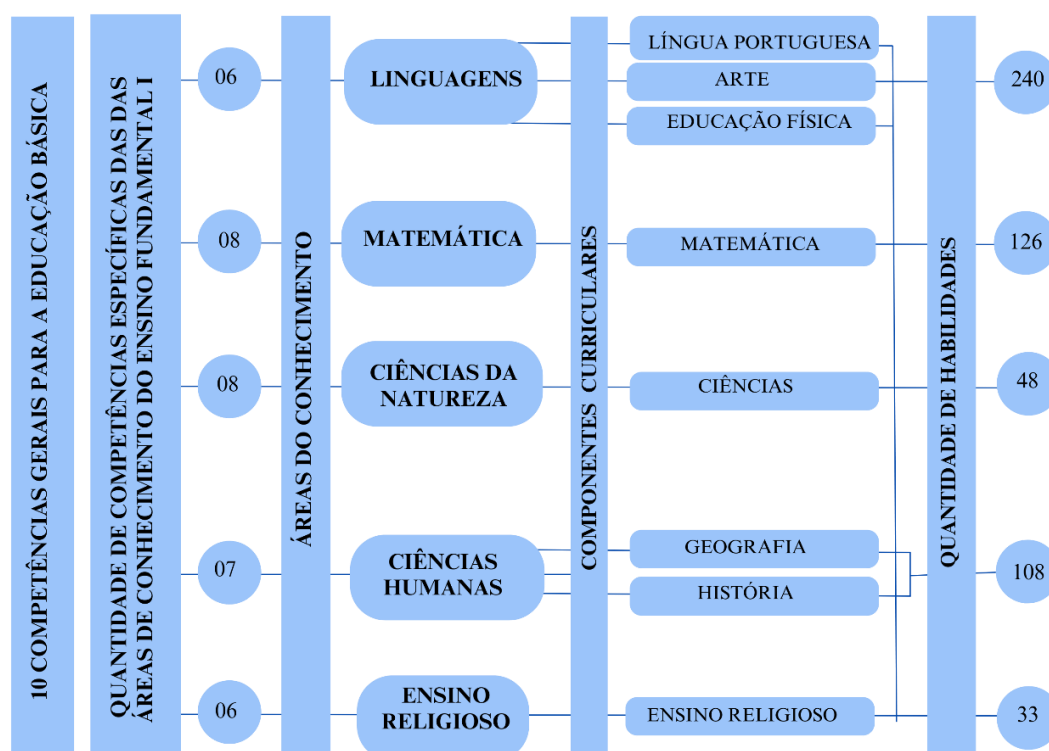 10 COMPETÊNCIAS GERAIS PARA A EDUCAÇÃO BÁSICA
QUANTIDADE DE COMPETÊNCIAS ESPECÍFICAS DAS DAS
ÁREAS DE CONHECIMENTO DO ENSINO FUNDAMENTAL I
06
08
08
07
06
ÁREAS DO CONHECIMENTO
LINGUAGENS
MATEMÁTICA
CIÊNCIAS DA
NATUREZA
CIÊNCIAS
HUMANAS
ENSINO
RELIGIOSO
COMPONENTES CURRICULARES
LÍNGUA PORTUGUESA
ARTE
EDUCAÇÃO FÍSICA
MATEMÁTICA
CIÊNCIAS
GEOGRAFIA
HISTÓRIA
ENSINO RELIGIOSO
QUANTIDADE DE HABILIDADES
240
126
48
108
33